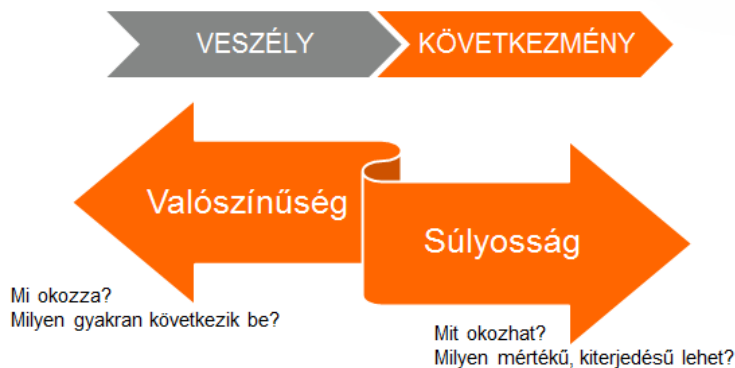 VESZÉLY
KÖVETKEZMÉNY
Valószínűség
Súlyosság
Mi okozza?
Milyen gyakran következik be?
Mit okozhat?
Milyen mértékű, kiterjedésű lehet?